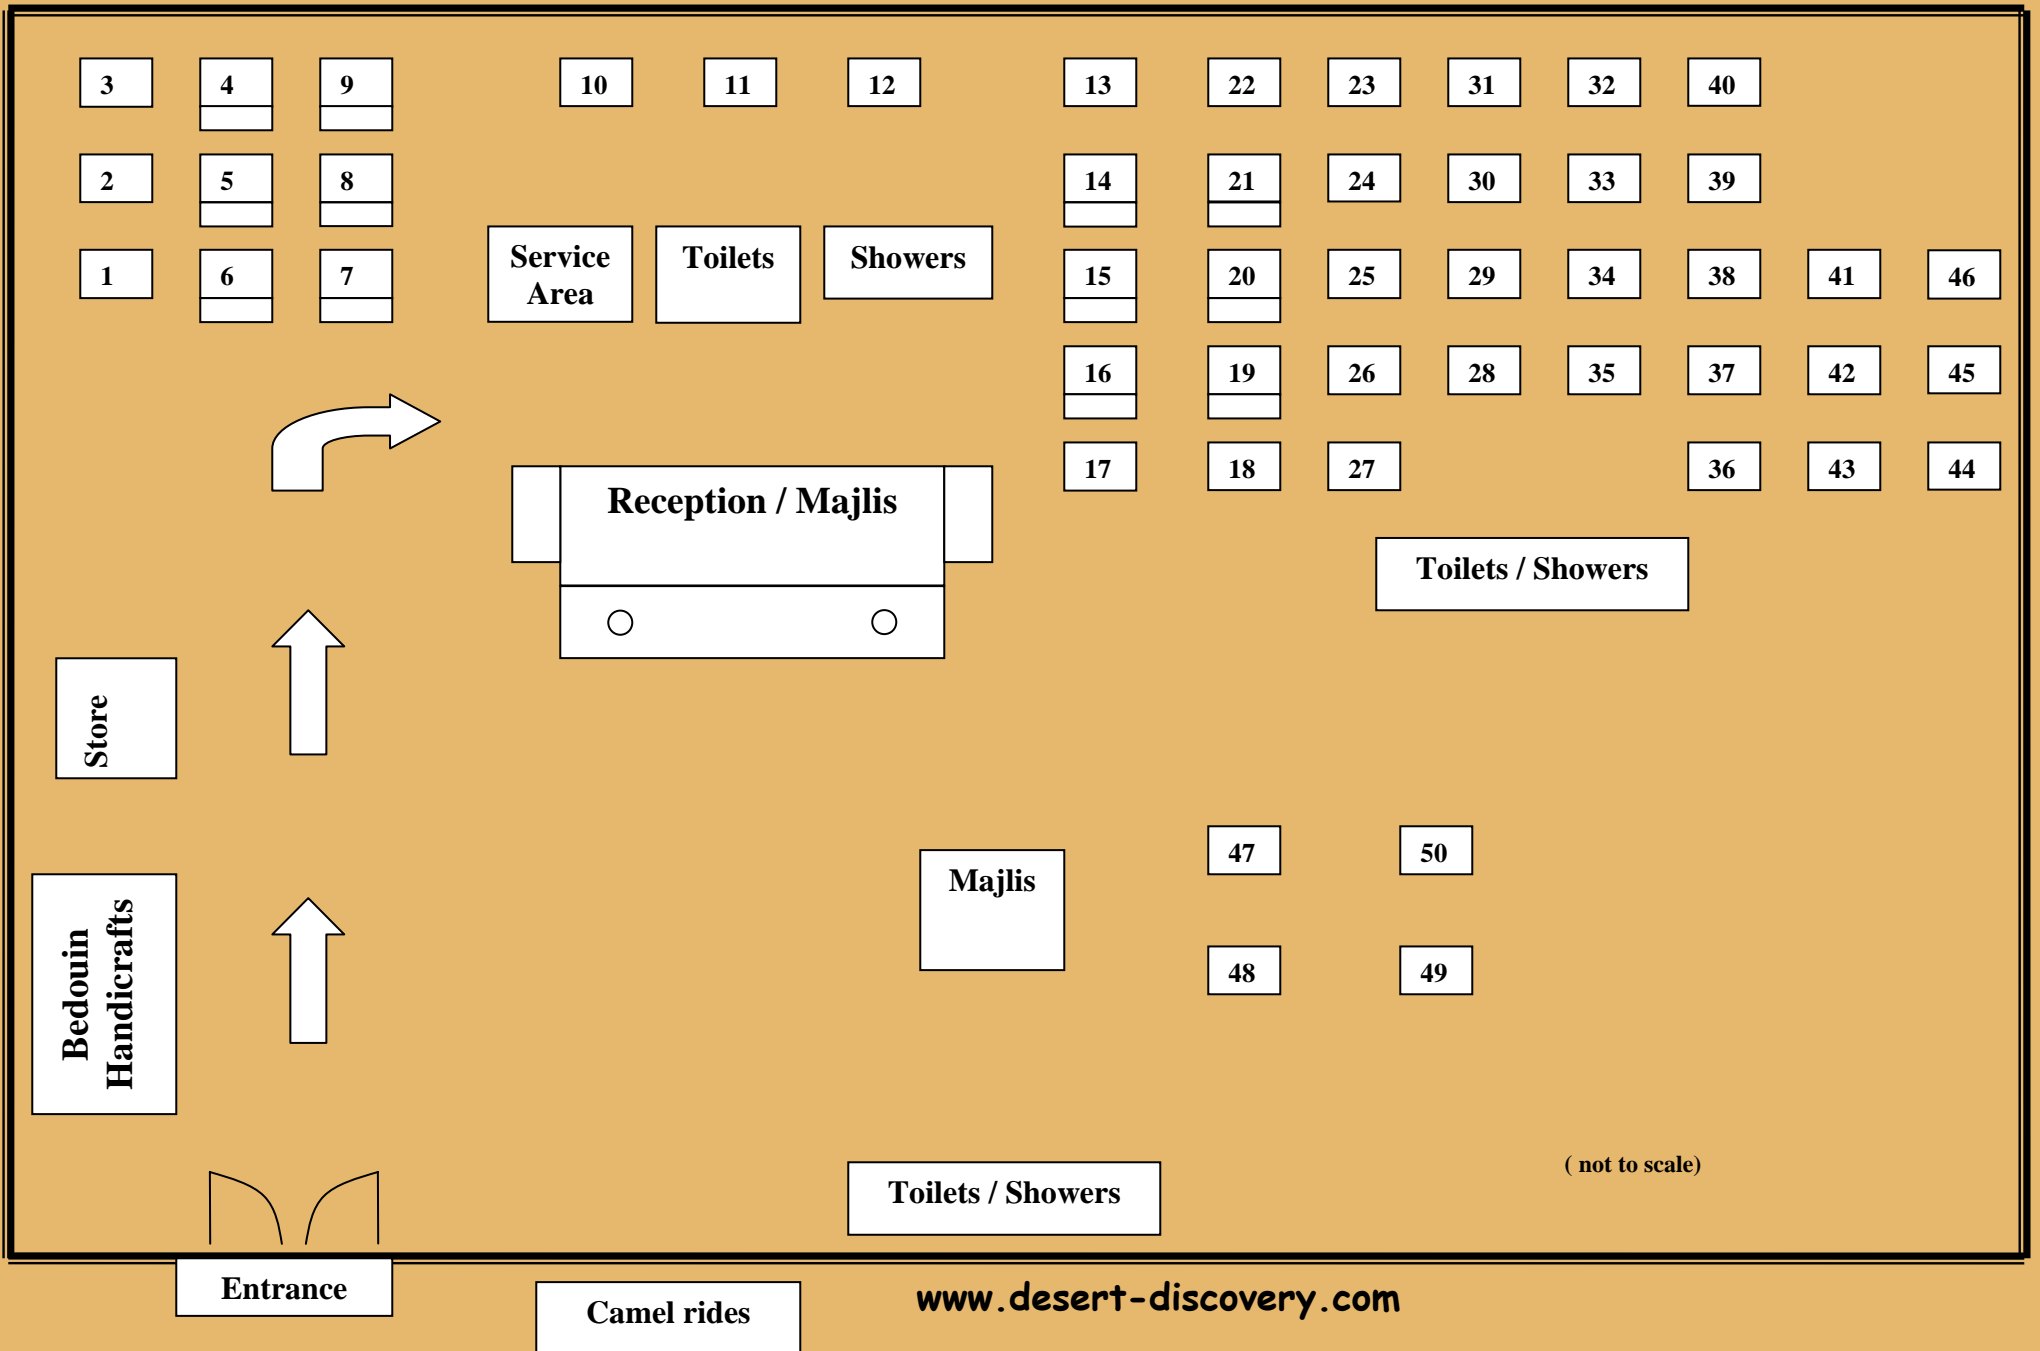 3 4 9 10 11 12 13 22 23 31 32 40
2 5 8 14 21 24 30 33 39
Service
Area
Toilets
Showers
1 6 7 15 20 25 29 34 38 41 46
16 19 26 28 35 37 42 45
17 18 27 36 43 44
Reception / Majlis
Toilets / Showers
Store
47 50
Majlis
Bedouin
Handicrafts
48 49
( not to scale)
Toilets / Showers
Entrance
Camel rides
www.desert-discovery.com